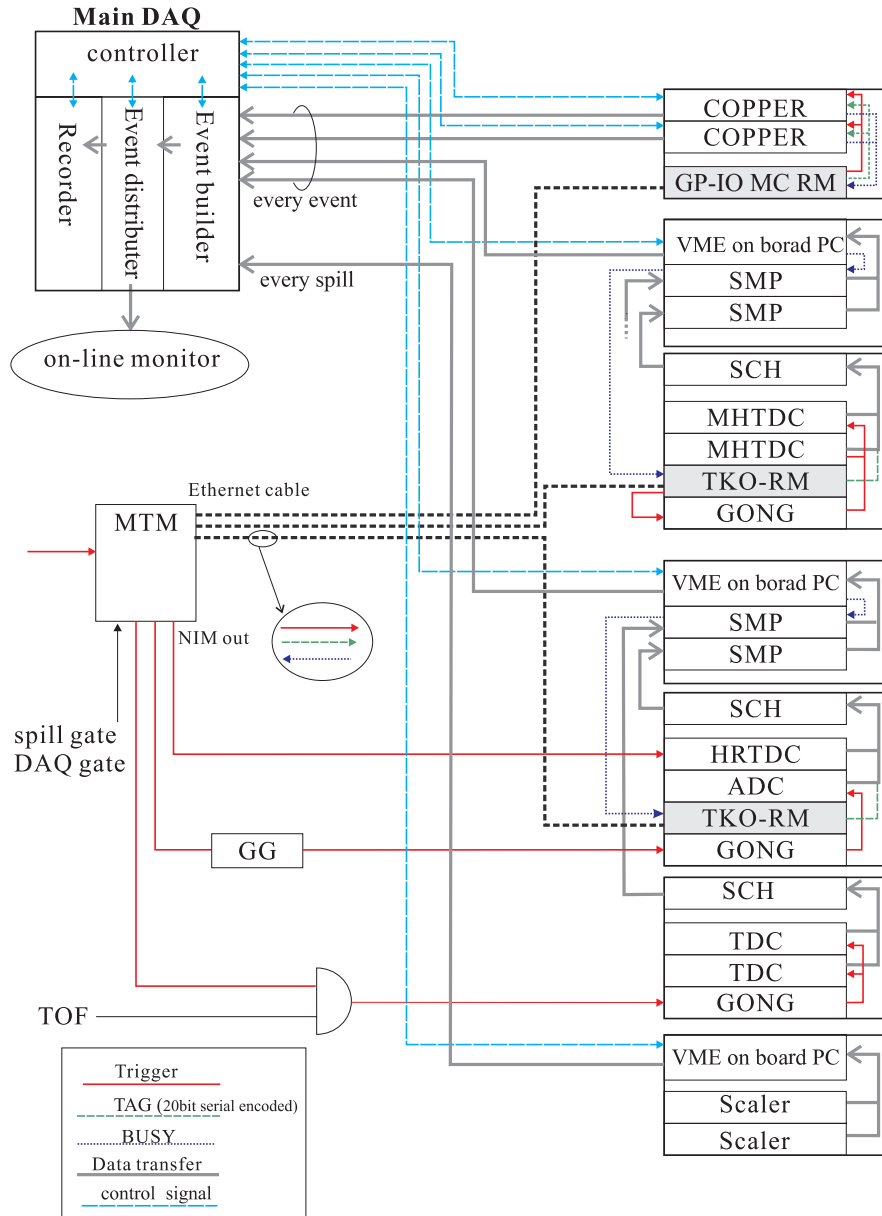 Main DAQ
controller
Recorder
Event distributer
Event builder
every event
every spill
on-line monitor
COPPER
COPPER
GP-IO MC RM
VME on borad PC
SMP
SMP
SCH
MHTDC
MHTDC
TKO-RM
GONG
Ethernet cable
MTM
NIM out
spill gate
DAQ gate
VME on borad PC
SMP
SMP
SCH
HRTDC
ADC
TKO-RM
GONG
GG
SCH
TDC
TDC
GONG
TOF
VME on board PC
Scaler
Scaler
Trigger
TAG (20bit serial encoded)
BUSY
Data transfer
control signal